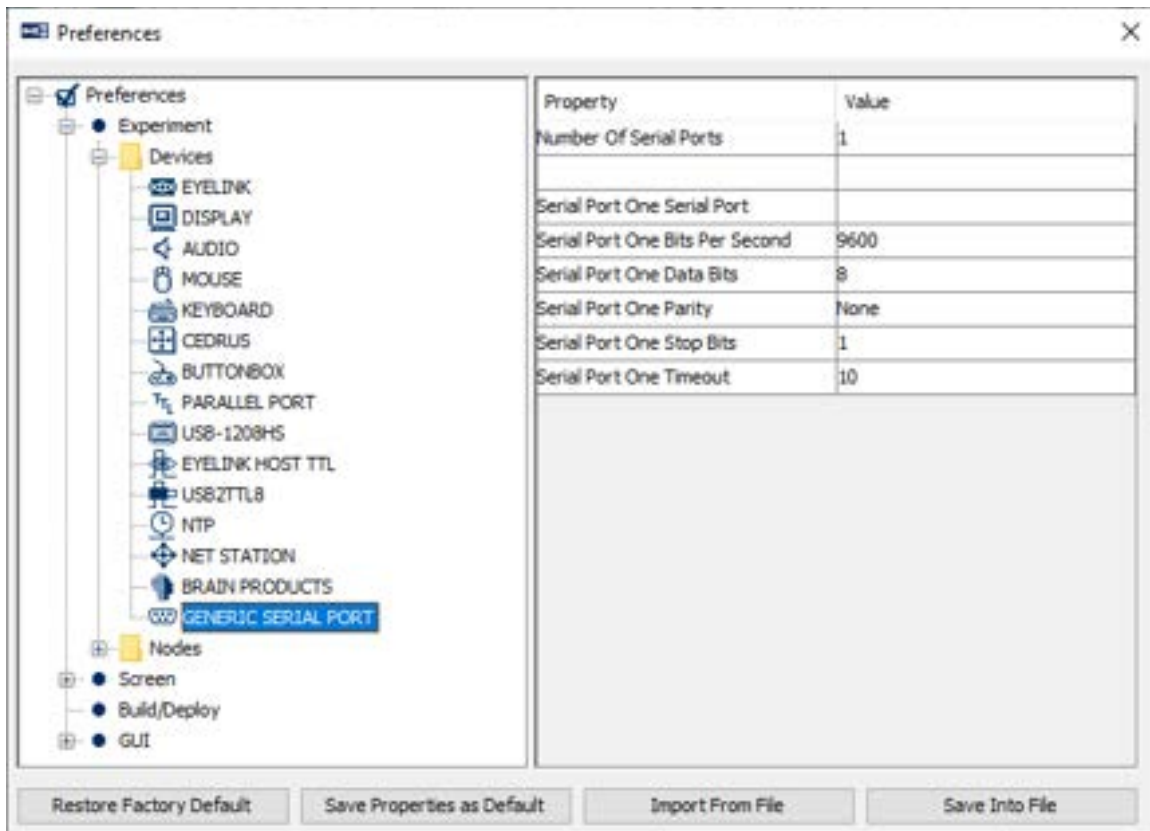 Preferences
Preferences
Experiment
Devices
EYELINK
DISPLAY
AUDIO
MOUSE
KEYBOARD
CEDRUS
BUTTONBOX
TTL PARALLEL PORT
USB-1208HS
EYELINK HOST TTL
USB2TTL8
NTP
NET STATION
BRAIN PRODUCTS
GENERIC SERIAL PORT
Nodes
Screen
Build/Deploy
GUI
Property Value
Number Of Serial Ports 1
Serial Port One Serial Port
Serial Port One Bits Per Second 9600
Serial Port One Data Bits 8
Serial Port One Parity None
Serial Port One Stop Bits 1
Serial Port One Timeout 10
Restore Factory Default Save Properties as Default Import From File Save Into File